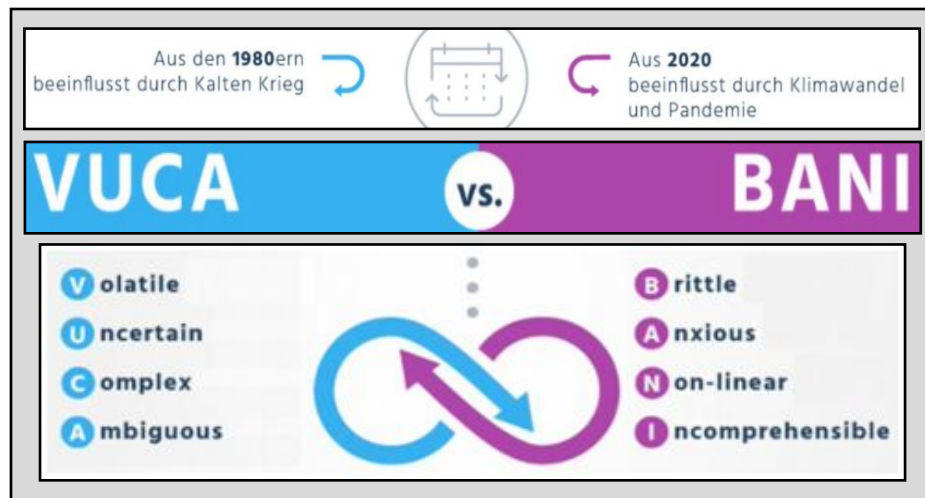 Aus den 1980ern
beeinflusst durch Kalten Krieg
Aus 2020
beeinflusst durch Klimawandel
und Pandemie
VUCA
vs.
BANI
Volatile
Uncertain
Complex
Ambiguous
Brittle
Anxious
Non-linear
Incomprehensible